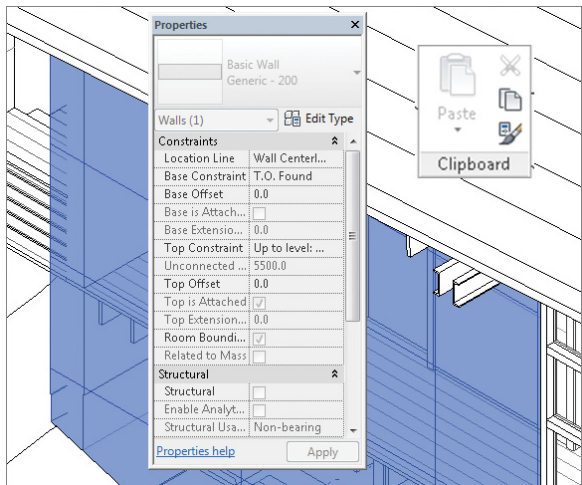 Properties
Basic Wall
Generic - 200
Walls (1)
Edit Type
Constraints
Location Line Wall Centerl...
Base Constraint T.O. Found
Base Offset 0.0
Base is Attach...
Base Extensio... 0.0
Top Constraint Up to level: ...
Unconnected ... 5500.0
Top Offset 0.0
Top is Attached
Top Extension... 0.0
Room Boundi...
Related to Mass
Structural
Structural
Enable Analyt...
Structural Usa... Non-bearing
Properties help Apply
Paste
Clipboard